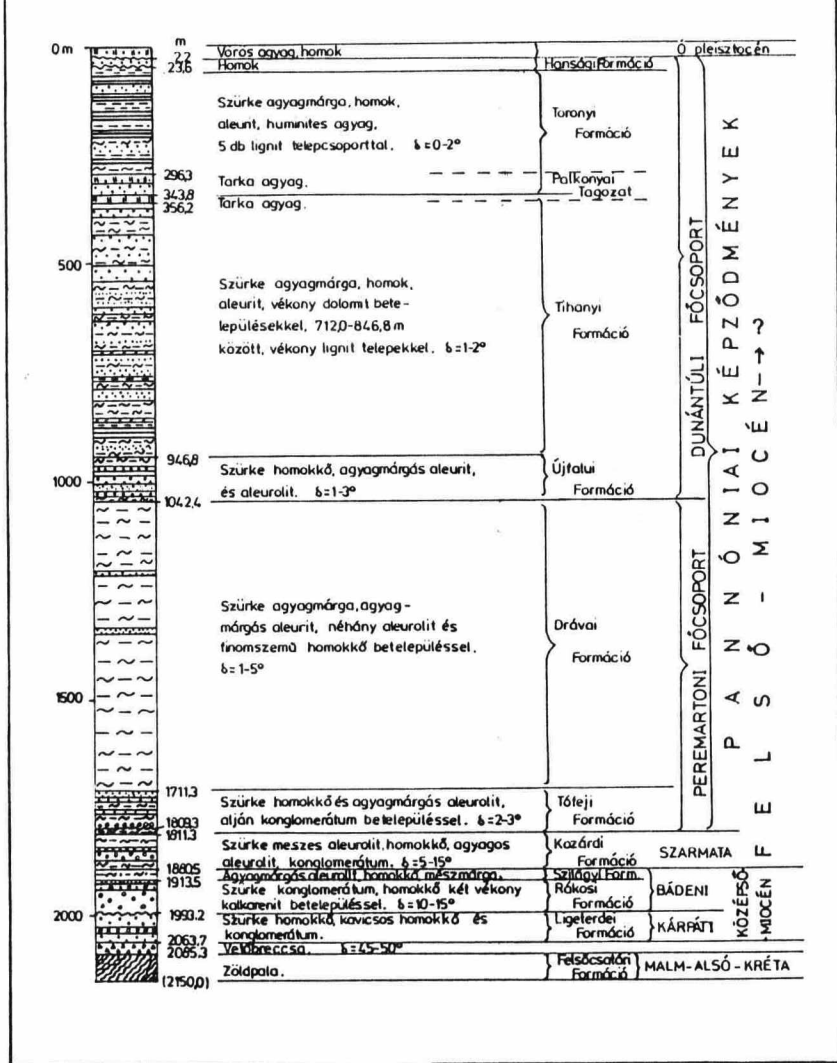 m
0m
2,2
Vörös agyag, homok
Ó pleisztocén
23,6
Homok
Hansági Formáció
Szürke agyagmárga, homok,
aleurit, huminites agyag,
5 db lignit telepcsoporttal. δ=0-2°
Toronyi
Formáció
296,3
Tarka agyag.
Palkonyai
Tagozat
343,8
356,2
Tarka agyag.
500
Szürke agyagmárga, homok,
aleurit, vékony dolomit bete-
lepülésekkel, 712,0-846,8 m
között, vékony lignit telepekkel. δ=1-2°
Tihanyi
Formáció
946,8
1000
Szürke homokkő, agyagmárgás aleurit,
és aleurolit. δ=1-3°
Újfalui
Formáció
1042,4
Szürke agyagmárga, agyag-
márgás aleurit, néhány aleurolit és
finomszemű homokkő betelepüléssel.
δ=1-5°
Drávai
Formáció
1500
1711,3
Szürke homokkő és agyagmárgás aleurolit,
alján konglomerátum betelepüléssel. δ=2-3°
Tófeji
Formáció
1809,3
1811,3
Szürke meszes aleurolit, homokkő, agyagos
aleurolit, konglomerátum. δ=5-15°
Kozárdi
Formáció
SZARMATA
1880,5
Agyagmárgás aleurolit, homokkő, mészmárga.
Szilágyi Form.
1913,5
Szürke konglomerátum, homokkő két vékony
kalkarenit betelepüléssel. δ=10-15°
Rákosi
Formáció
BÁDENI
1993,2
2000
Szürke homokkő, kavicsos homokkő és
konglomerátum.
Ligeterdei
Formáció
KÁRPÁTI
2063,7
Vetőbreccsa. δ=45-50°
2085,3
Zöldpala.
Felsőcsatári
Formáció
MALM-ALSÓ-KRÉTA
(2150,0)
DUNÁNTÚLI FŐCSOPORT
PEREMARTONI FŐCSOPORT
PANNÓNIAI KÉPZŐDMÉNYEK
FELSŐ-MIOCÉN-→?
KÖZÉPSŐ
-MIOCÉN